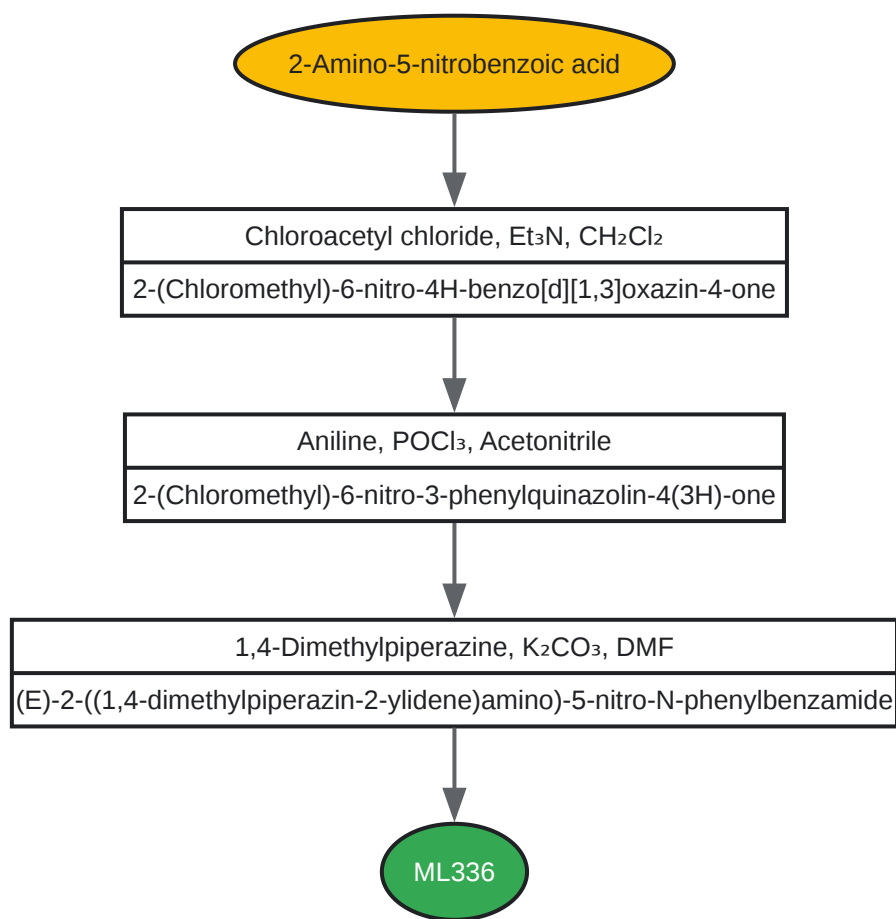 2-Amino-5-nitrobenzoic acid
Chloroacetyl chloride, Et₃N, CH₂Cl₂
2-(Chloromethyl)-6-nitro-4H-benzo[d][1,3]oxazin-4-one
Aniline, POCl₃, Acetonitrile
2-(Chloromethyl)-6-nitro-3-phenylquinazolin-4(3H)-one
1,4-Dimethylpiperazine, K₂CO₃, DMF
(E)-2-((1,4-dimethylpiperazin-2-ylidene)amino)-5-nitro-N-phenylbenzamide
ML336